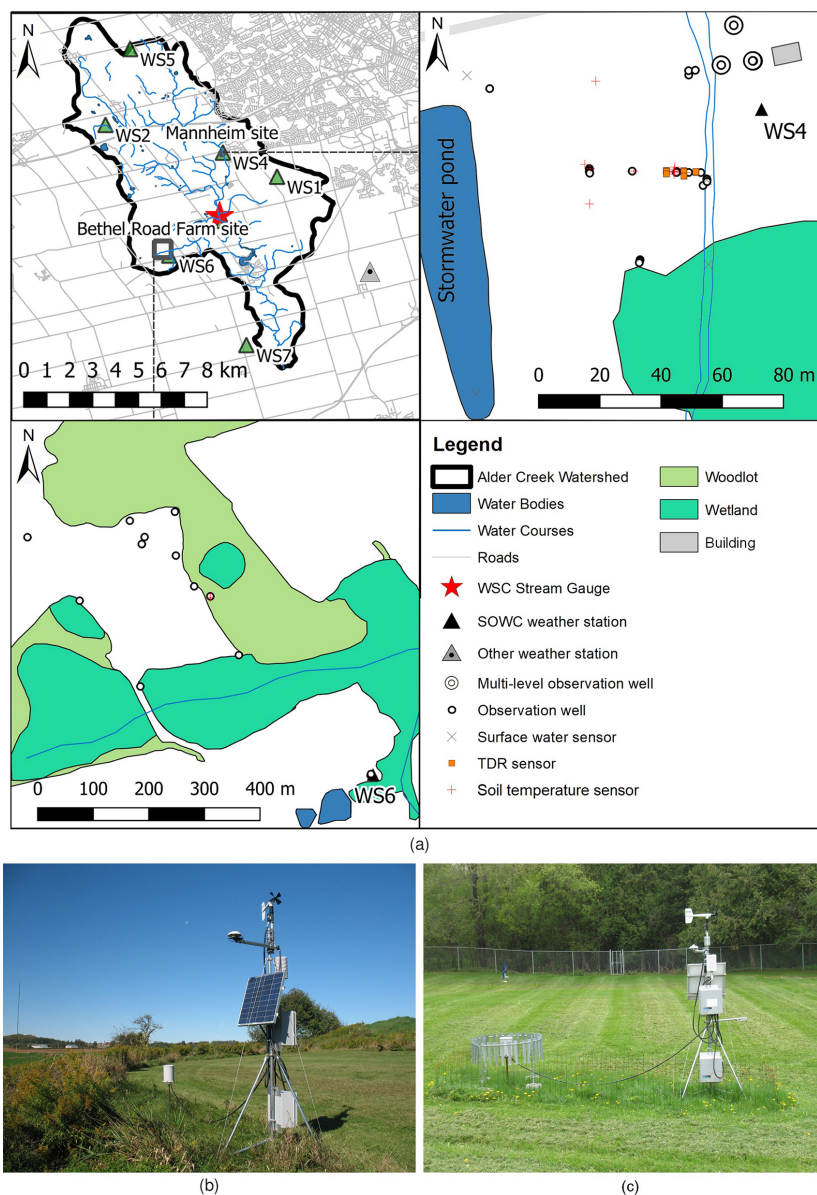 N
WS5
WS2
Mannheim site
WS4
WS1
Bethel Road Farm site
WS6
WS7
0 1 2 3 4 5 6 7 8 km
N
WS4
Stormwater pond
0 20 40 60 80 m
N
WS6
0 100 200 300 400 m
Legend
Alder Creek Watershed
Water Bodies
Water Courses
Roads
WSC Stream Gauge
SOWC weather station
Other weather station
Multi-level observation well
Observation well
Surface water sensor
TDR sensor
Soil temperature sensor
Woodlot
Wetland
Building
(a)
(b)
(c)